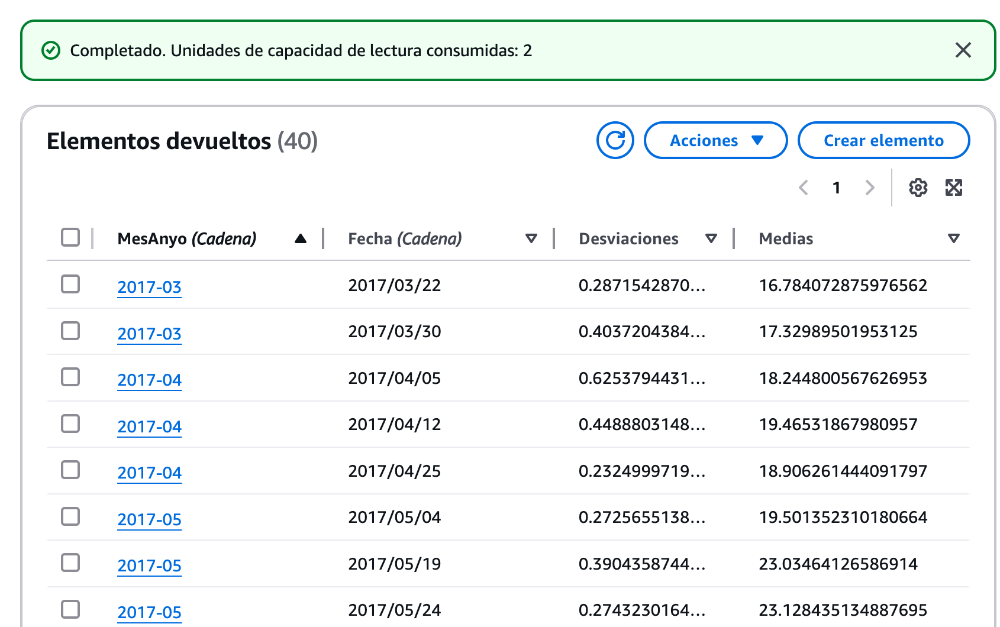 Completado. Unidades de capacidad de lectura consumidas: 2
Elementos devueltos (40)
Acciones
Crear elemento
1
MesAnyo (Cadena) Fecha (Cadena) Desviaciones Medias
2017-03 2017/03/22 0.2871542870... 16.784072875976562
2017-03 2017/03/30 0.4037204384... 17.32989501953125
2017-04 2017/04/05 0.6253794431... 18.244800567626953
2017-04 2017/04/12 0.4488803148... 19.46531867980957
2017-04 2017/04/25 0.2324999719... 18.906261444091797
2017-05 2017/05/04 0.2725655138... 19.501352310180664
2017-05 2017/05/19 0.3904358744... 23.03464126586914
2017-05 2017/05/24 0.2743230164... 23.128435134887695